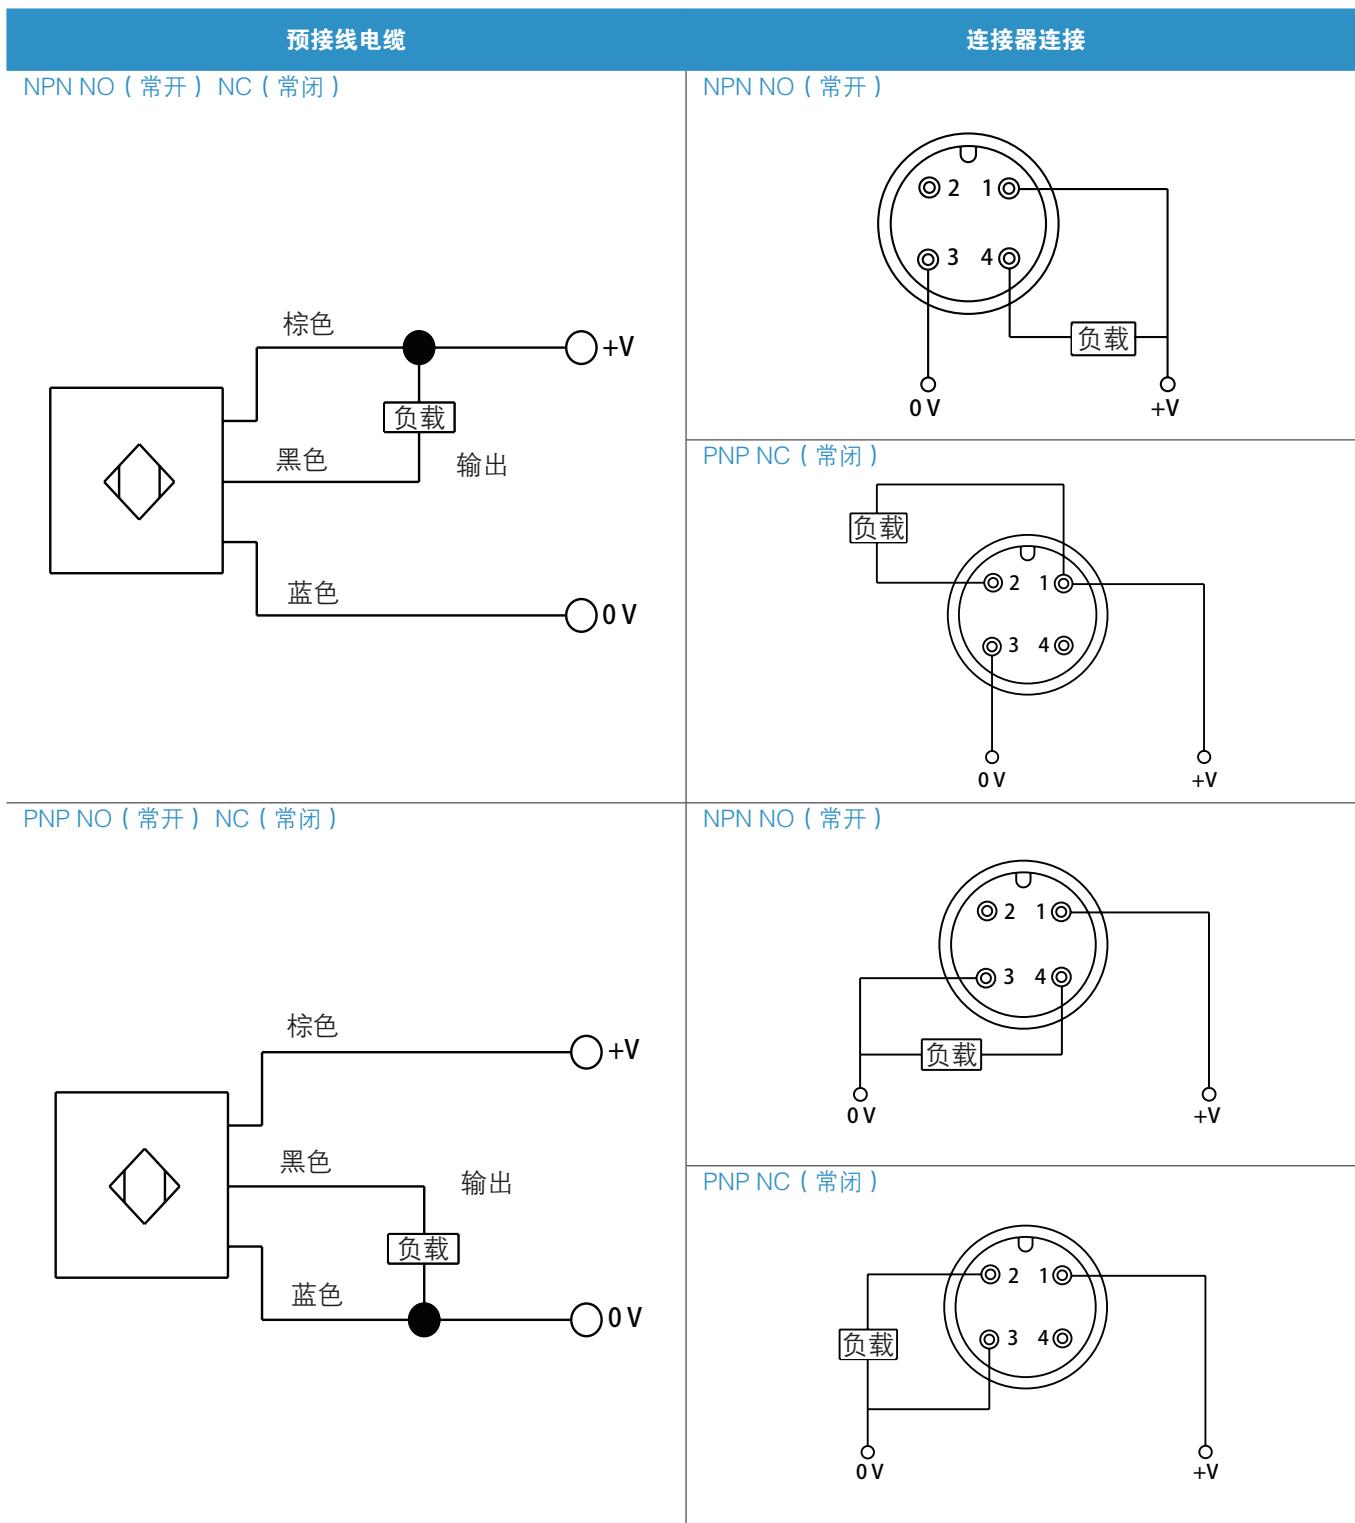 预接线电缆
连接器连接
NPN NO（常开） NC（常闭）
棕色
+V
负载
黑色
输出
蓝色
0 V
NPN NO（常开）
2 1
3 4
负载
0 V
+V
PNP NC（常闭）
负载
2 1
3 4
0 V
+V
PNP NO（常开） NC（常闭）
棕色
+V
黑色
输出
负载
蓝色
0 V
NPN NO（常开）
2 1
3 4
负载
0 V
+V
PNP NC（常闭）
2 1
负载
3 4
0 V
+V